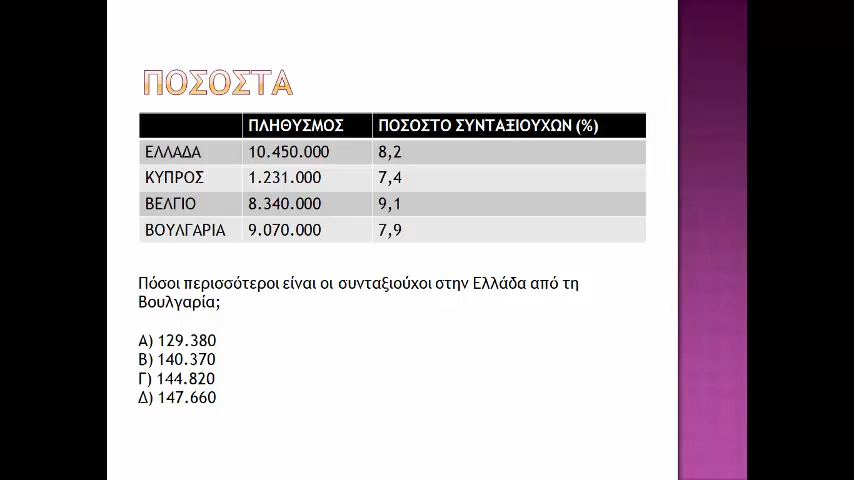 ΠΟΣΟΣΤΑ
ΠΛΗΘΥΣΜΟΣ ΠΟΣΟΣΤΟ ΣΥΝΤΑΞΙΟΥΧΩΝ (%)
ΕΛΛΑΔΑ 10.450.000 8,2
ΚΥΠΡΟΣ 1.231.000 7,4
ΒΕΛΓΙΟ 8.340.000 9,1
ΒΟΥΛΓΑΡΙΑ 9.070.000 7,9
Πόσοι περισσότεροι είναι οι συνταξιούχοι στην Ελλάδα από τη
Βουλγαρία;
Α) 129.380
Β) 140.370
Γ) 144.820
Δ) 147.660